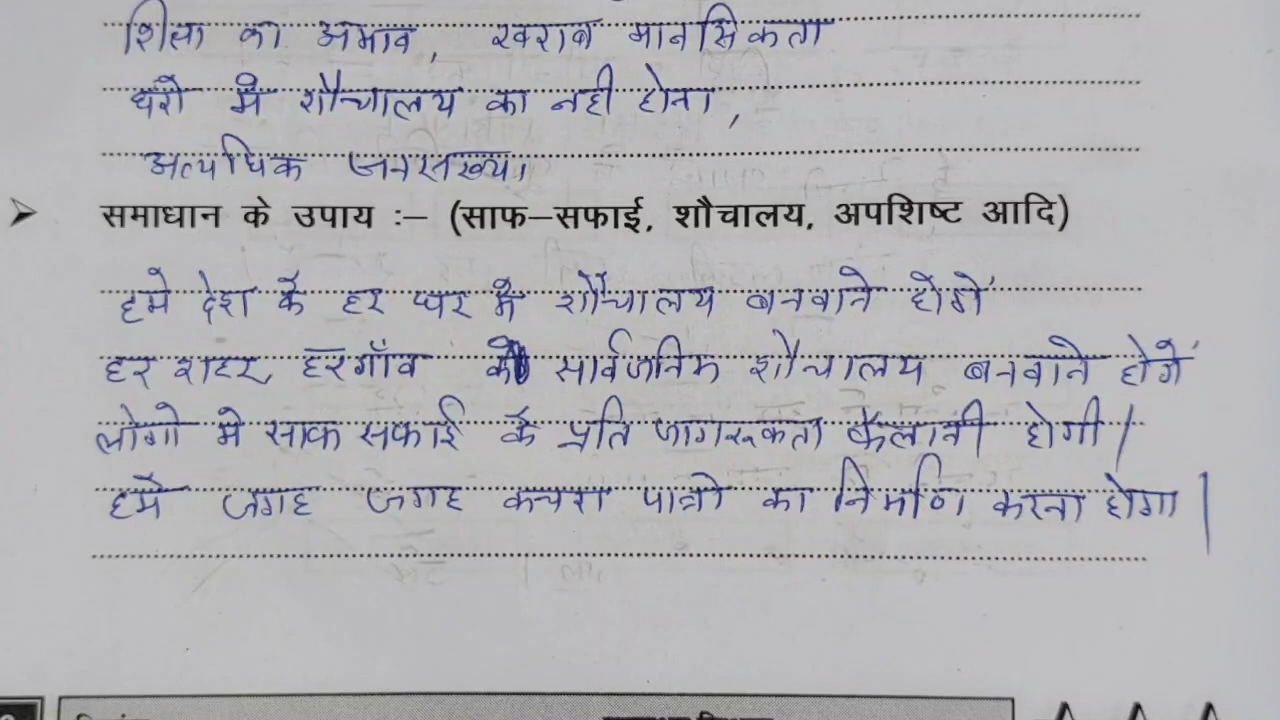 शिक्षा का अभाव, खराब मानसिकता
घरो मे शौचालय का नही होना,
अत्यधिक जनसंख्या
➤ समाधान के उपाय :– (साफ–सफाई, शौचालय, अपशिष्ट आदि)
हमे देश के हर घर मे शौचालय बनवाने होगें
हर शहर, हरगाँव सार्वजनिक शौचालय बनवाने होगें
लोगो मे साफ सफाई के प्रति जागरूकता फैलानी होगी।
हमें जगह जगह कचरा पात्रो का निर्माण करना होगा।